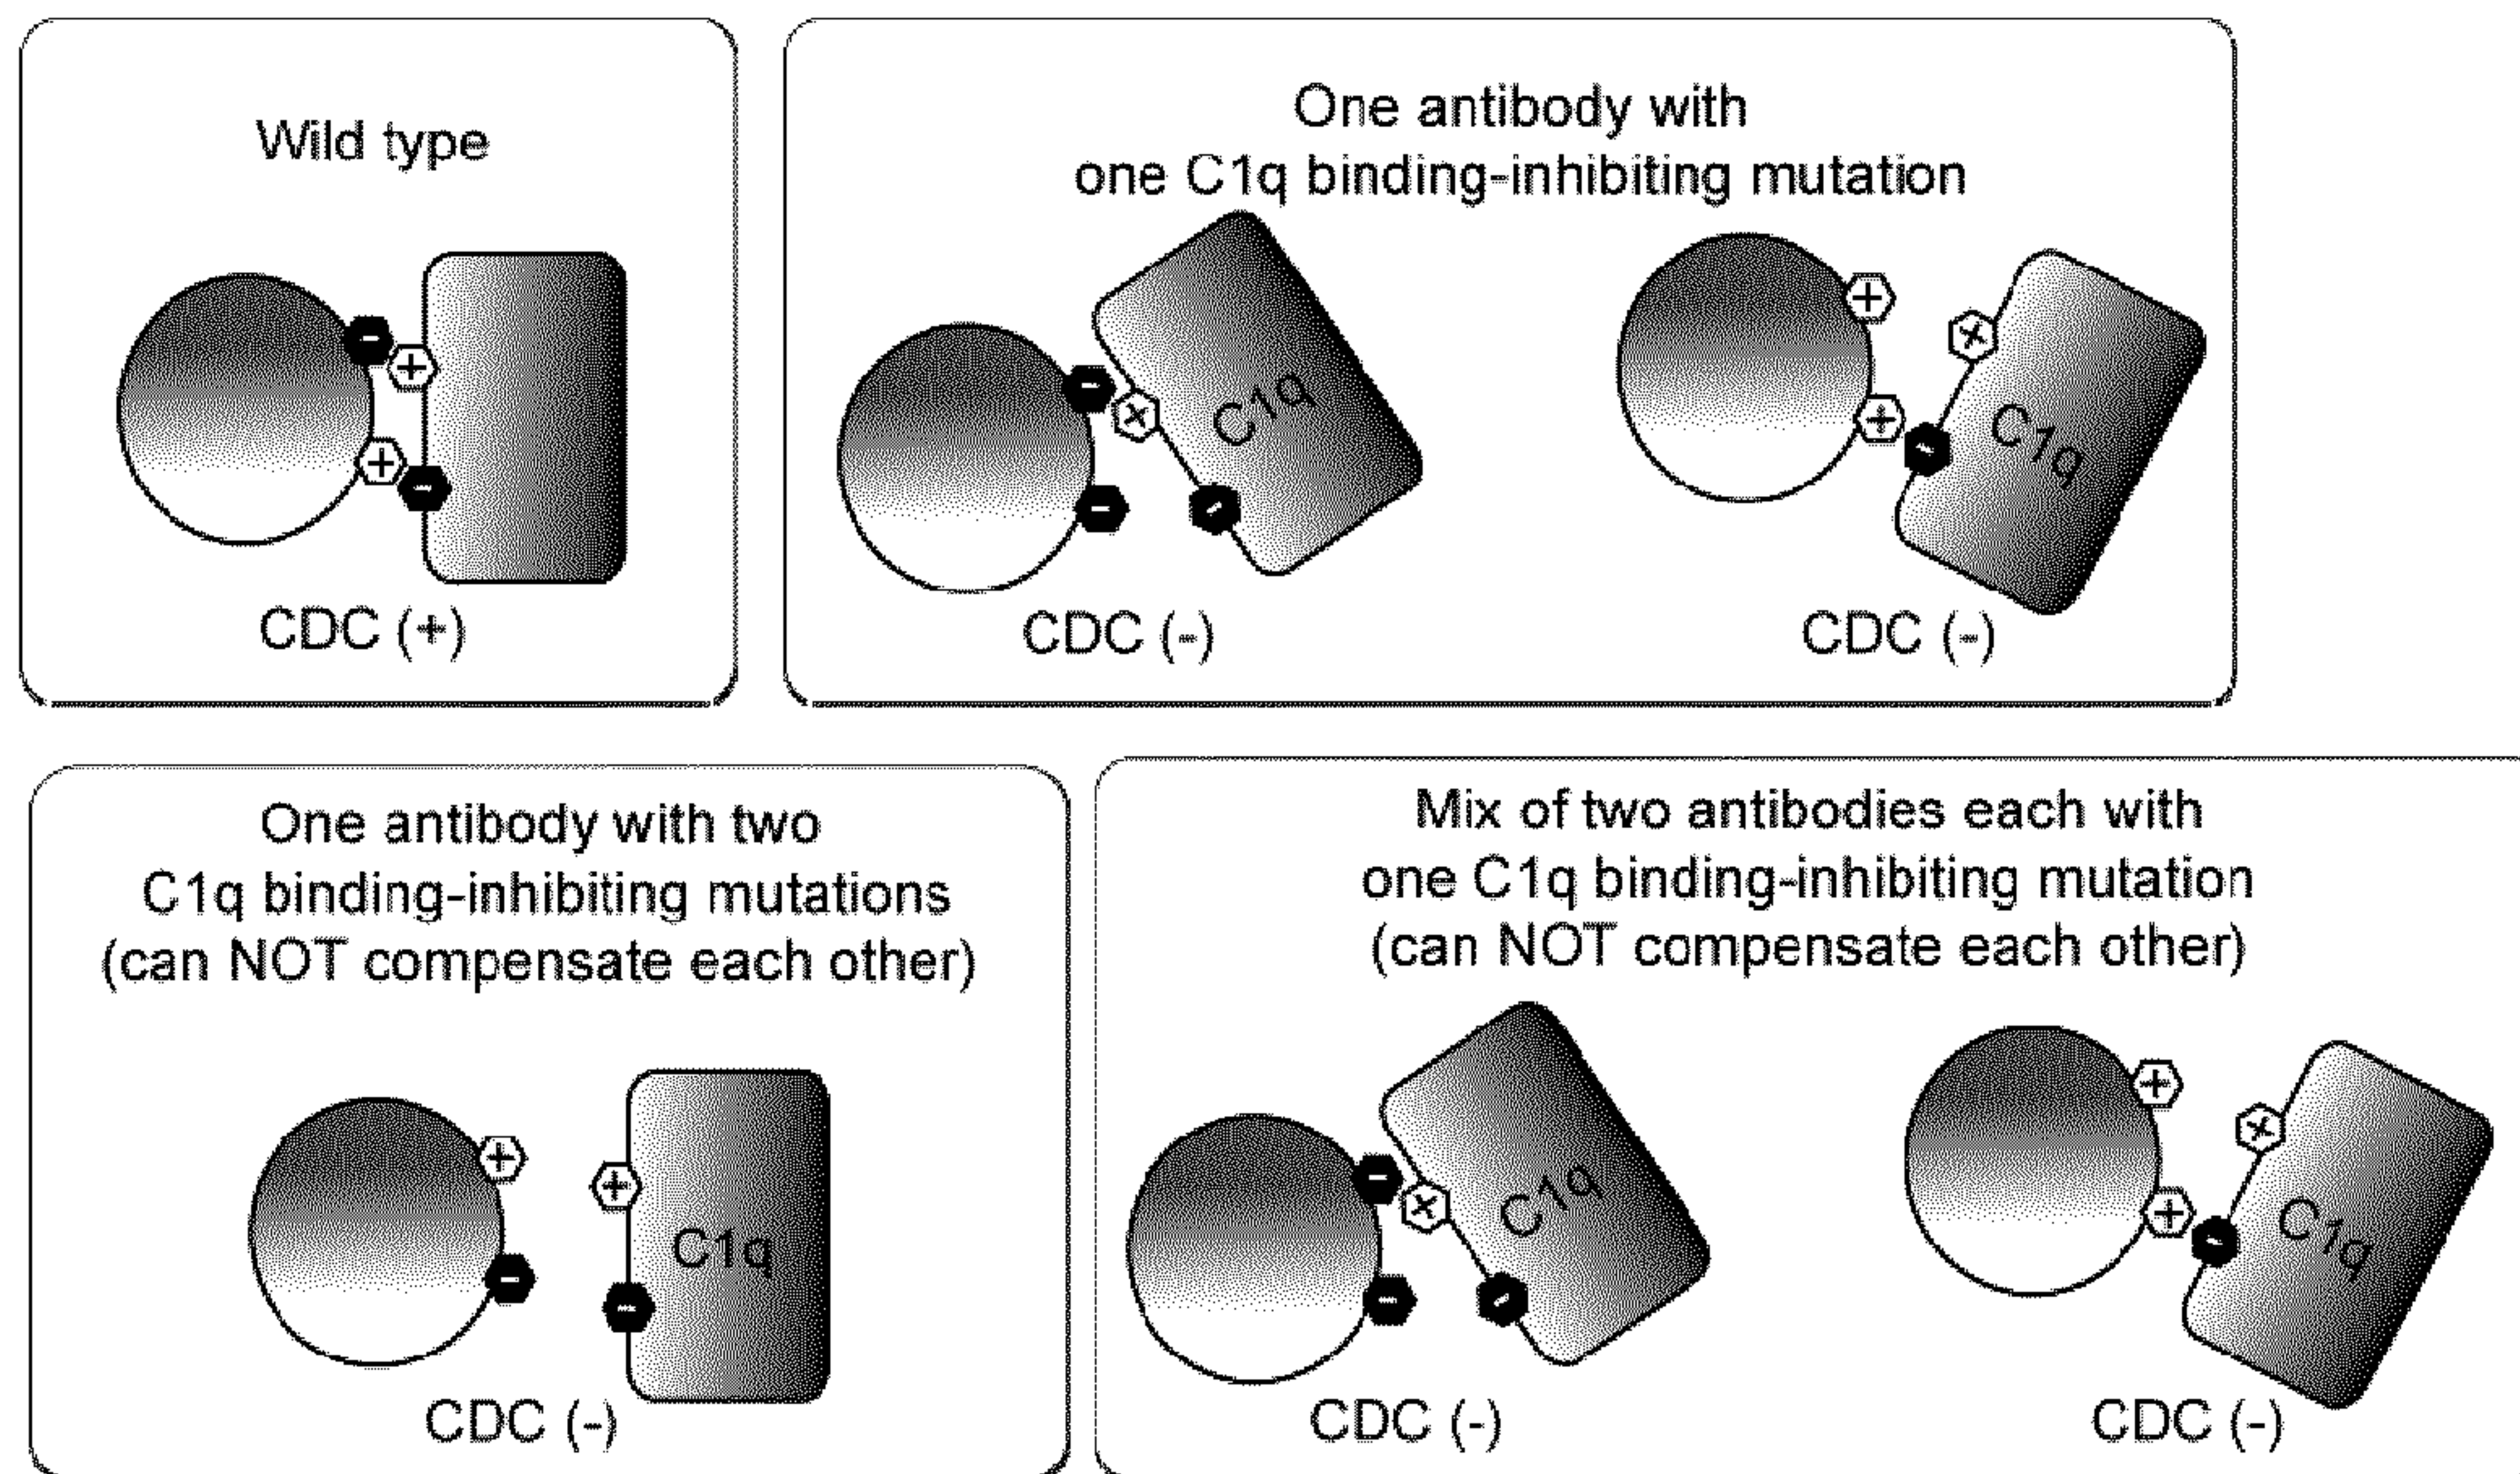 Wild type
CDC (+)
One antibody with
one C1q binding-inhibiting mutation
C1q
C1q
CDC (-)
CDC (-)
One antibody with two
C1q binding-inhibiting mutations
(can NOT compensate each other)
C1q
CDC (-)
Mix of two antibodies each with
one C1q binding-inhibiting mutation
(can NOT compensate each other)
C1q
C1q
CDC (-)
CDC (-)